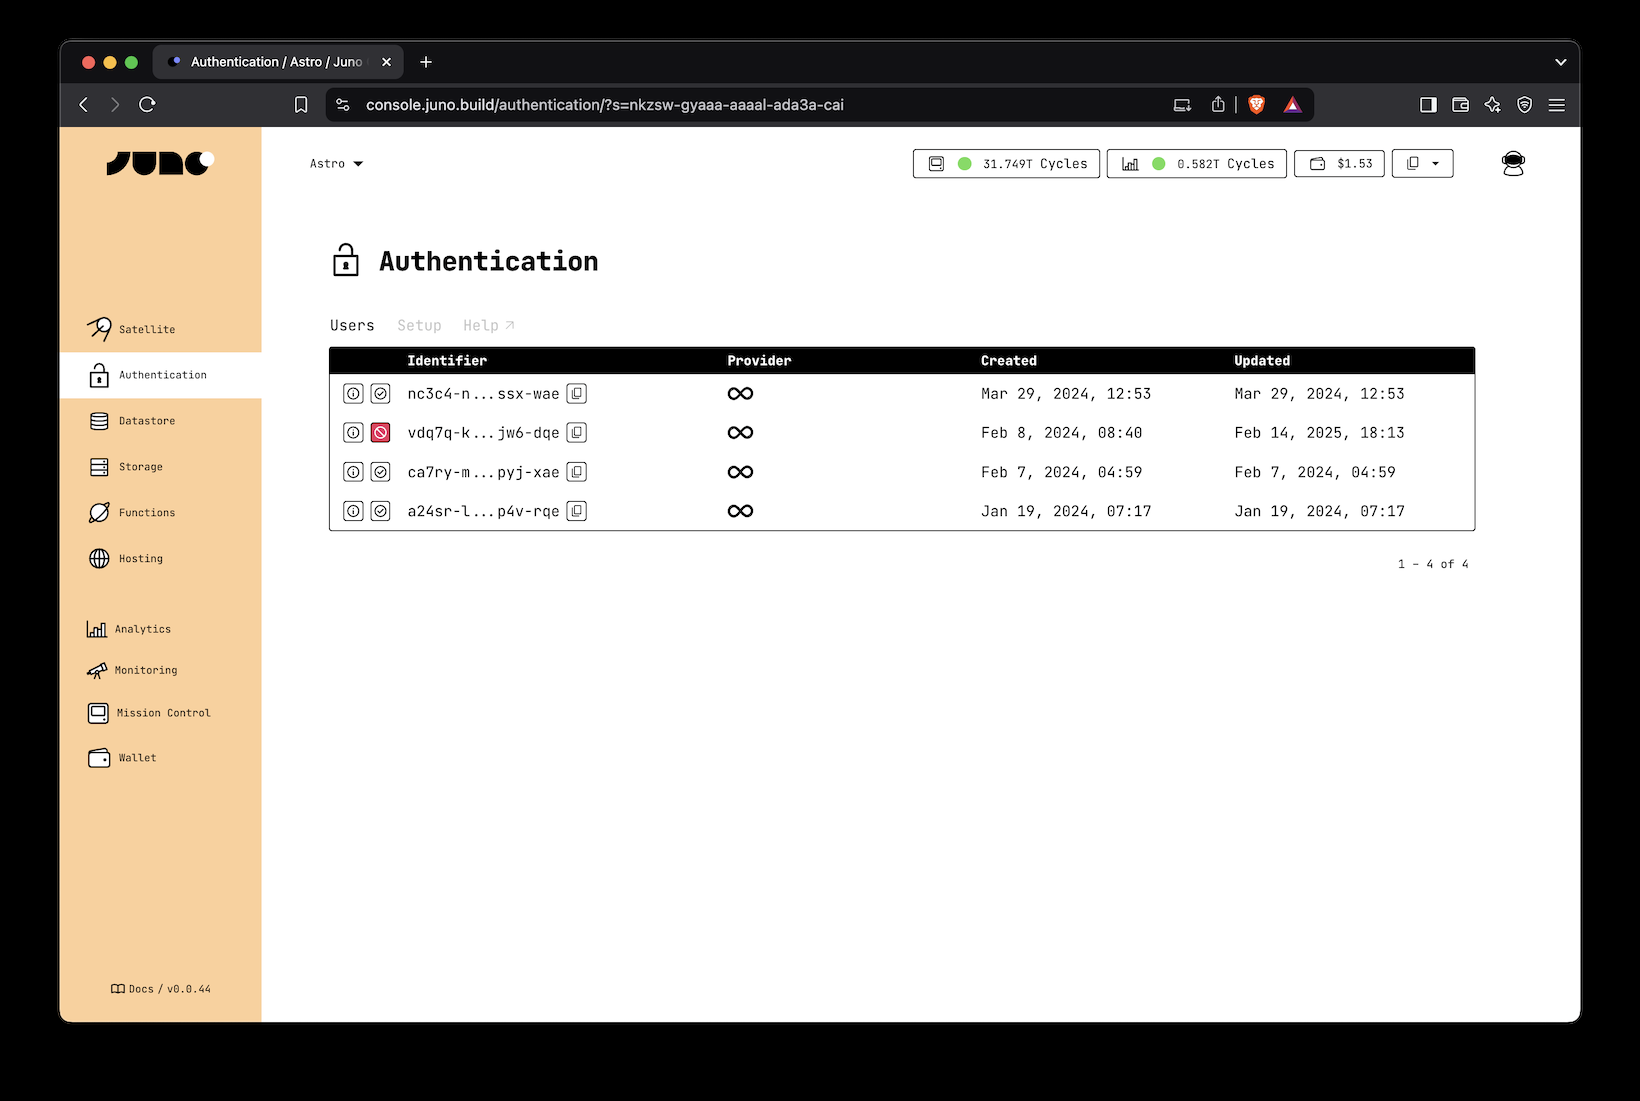 Authentication / Astro / Juno
console.juno.build/authentication/?s=nkzsw-gyaaa-aaaal-ada3a-cai
JUNO
Astro
31.749T Cycles
0.582T Cycles
$1.53
Authentication
Satellite
Authentication
Datastore
Storage
Functions
Hosting
Analytics
Monitoring
Mission Control
Wallet
Docs / v0.0.44
Users Setup Help
Identifier Provider Created Updated
nc3c4-n...ssx-wae Mar 29, 2024, 12:53 Mar 29, 2024, 12:53
vdq7q-k...jw6-dqe Feb 8, 2024, 08:40 Feb 14, 2025, 18:13
ca7ry-m...pyj-xae Feb 7, 2024, 04:59 Feb 7, 2024, 04:59
a24sr-l...p4v-rqe Jan 19, 2024, 07:17 Jan 19, 2024, 07:17
1 – 4 of 4